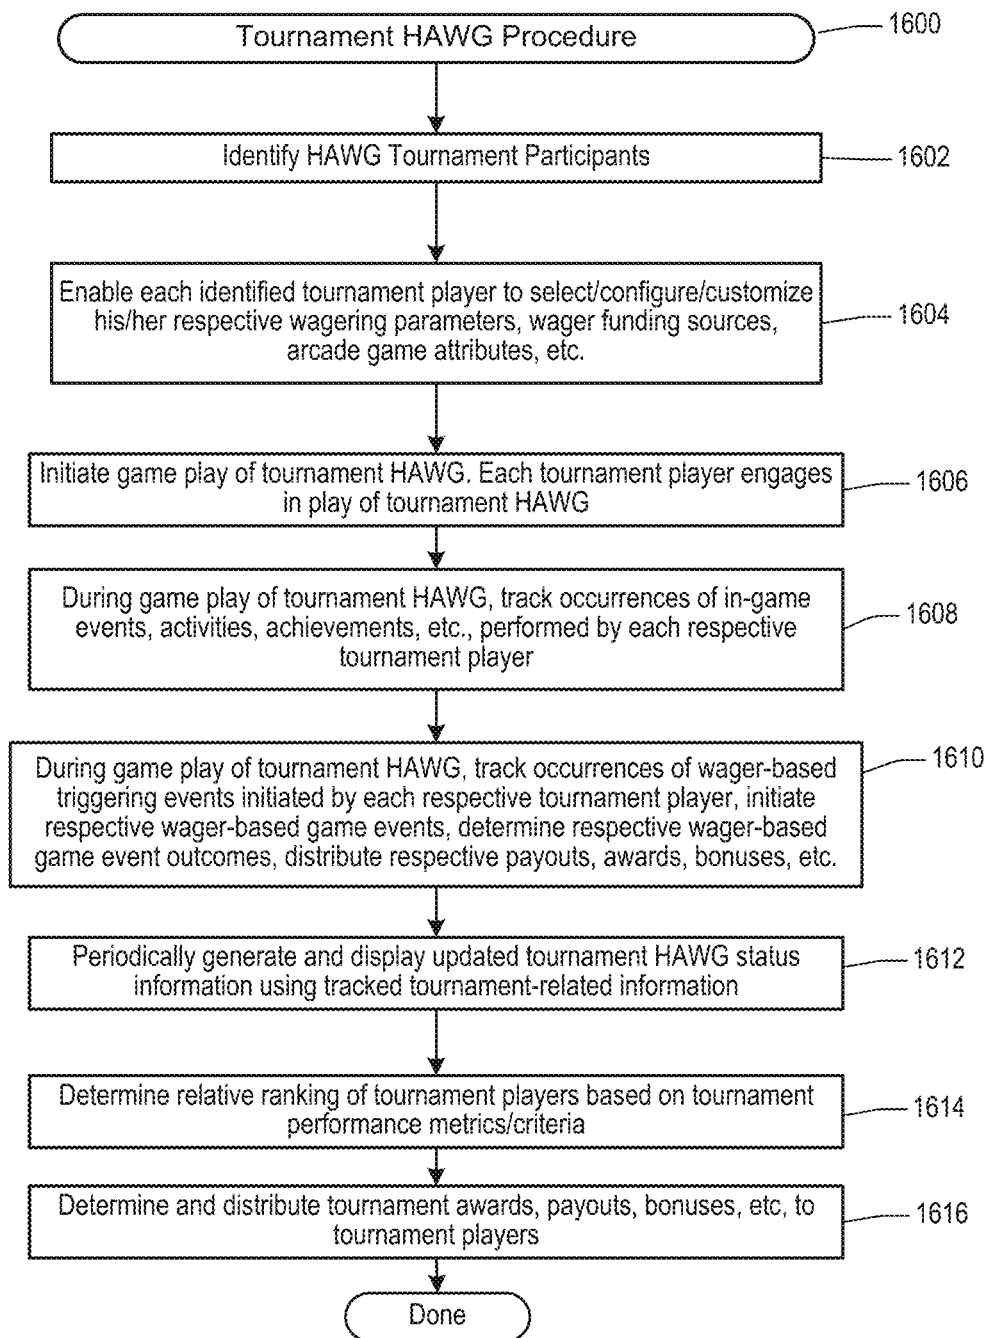 Tournament HAWG Procedure
1600
Identify HAWG Tournament Participants
1602
Enable each identified tournament player to select/configure/customize
his/her respective wagering parameters, wager funding sources,
arcade game attributes, etc.
1604
Initiate game play of tournament HAWG. Each tournament player engages
in play of tournament HAWG
1606
During game play of tournament HAWG, track occurrences of in-game
events, activities, achievements, etc., performed by each respective
tournament player
1608
During game play of tournament HAWG, track occurrences of wager-based
triggering events initiated by each respective tournament player, initiate
respective wager-based game events, determine respective wager-based
game event outcomes, distribute respective payouts, awards, bonuses, etc.
1610
Periodically generate and display updated tournament HAWG status
information using tracked tournament-related information
1612
Determine relative ranking of tournament players based on tournament
performance metrics/criteria
1614
Determine and distribute tournament awards, payouts, bonuses, etc, to
tournament players
1616
Done